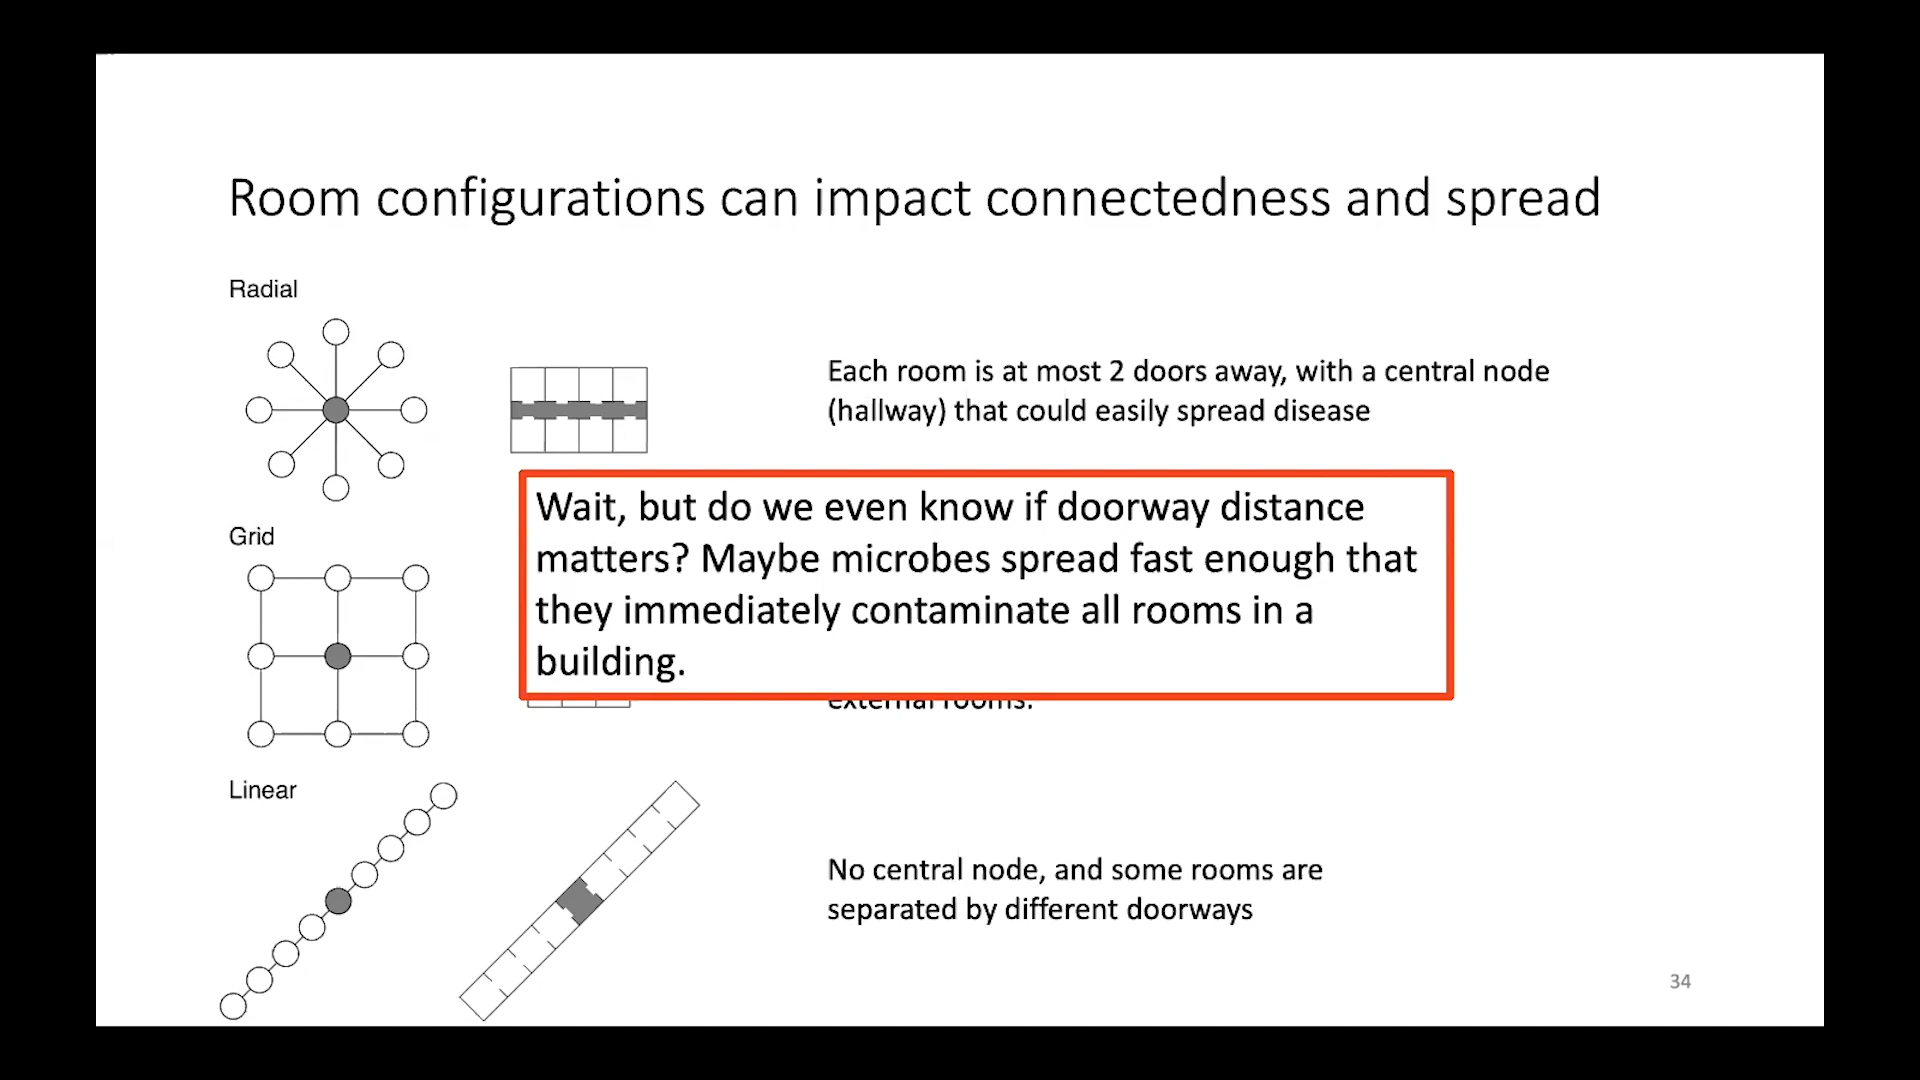 Room configurations can impact connectedness and spread
Radial
Each room is at most 2 doors away, with a central node
(hallway) that could easily spread disease
Wait, but do we even know if doorway distance
matters? Maybe microbes spread fast enough that
they immediately contaminate all rooms in a
building.
Grid
external rooms.
Linear
No central node, and some rooms are
separated by different doorways
34